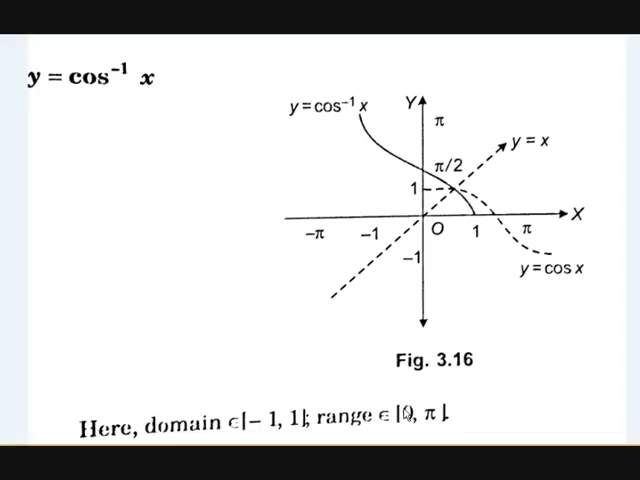 y = cos⁻¹ x
y = cos⁻¹ x
Y
π
y = x
π/2
1
X
–π
–1
O
1
π
–1
y = cos x
Fig. 3.16
Here, domain ∈[– 1, 1]; range ∈ [0, π].